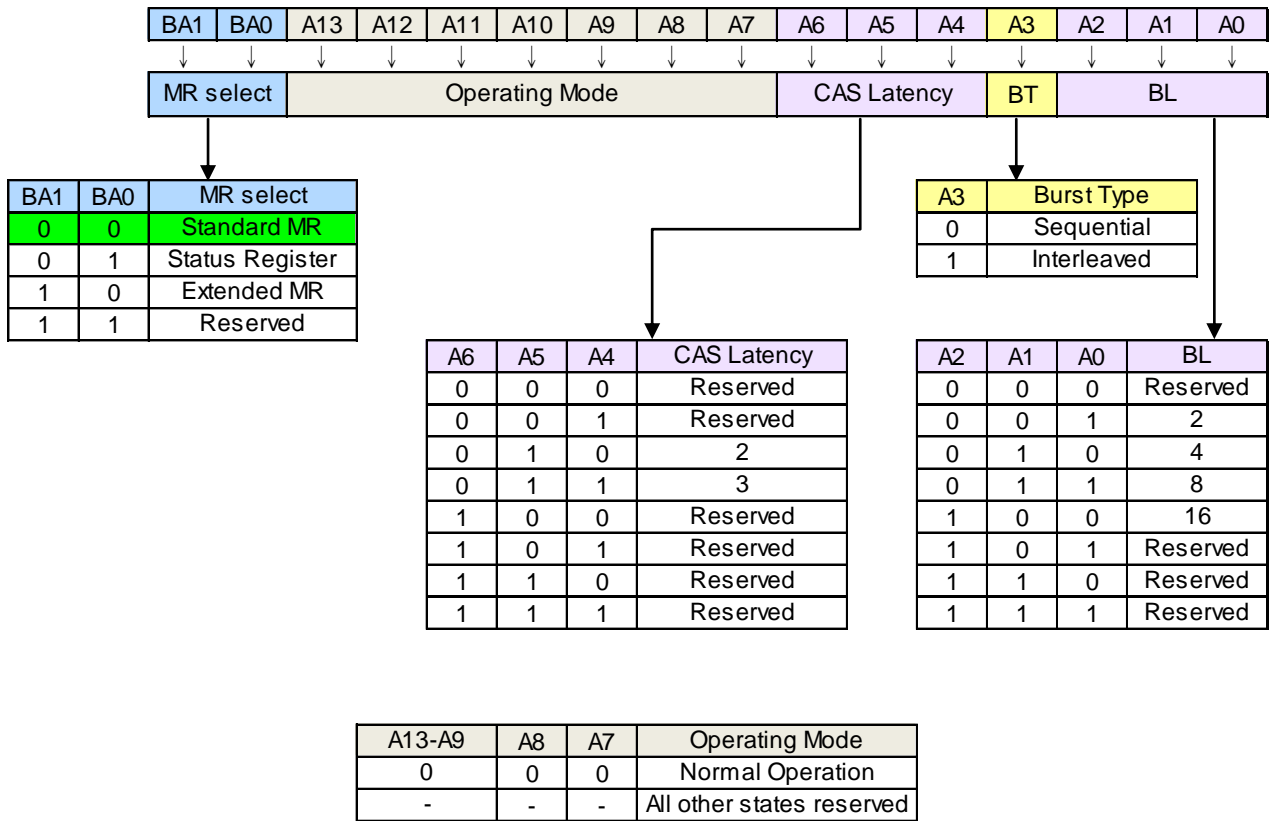 BA1 BA0 A13 A12 A11 A10 A9 A8 A7 A6 A5 A4 A3 A2 A1 A0
MR select Operating Mode CAS Latency BT BL
BA1 BA0 MR select
0 0 Standard MR
0 1 Status Register
1 0 Extended MR
1 1 Reserved
A3 Burst Type
0 Sequential
1 Interleaved
A6 A5 A4 CAS Latency
0 0 0 Reserved
0 0 1 Reserved
0 1 0 2
0 1 1 3
1 0 0 Reserved
1 0 1 Reserved
1 1 0 Reserved
1 1 1 Reserved
A2 A1 A0 BL
0 0 0 Reserved
0 0 1 2
0 1 0 4
0 1 1 8
1 0 0 16
1 0 1 Reserved
1 1 0 Reserved
1 1 1 Reserved
A13-A9 A8 A7 Operating Mode
0 0 0 Normal Operation
- - - All other states reserved